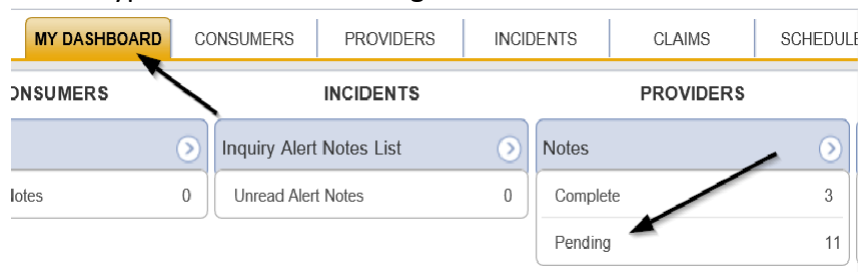 MY DASHBOARD CONSUMERS PROVIDERS INCIDENTS CLAIMS SCHEDULE
ONSUMERS INCIDENTS PROVIDERS
Inquiry Alert Notes List Notes
lotes 0 Unread Alert Notes 0 Complete 3
Pending 11